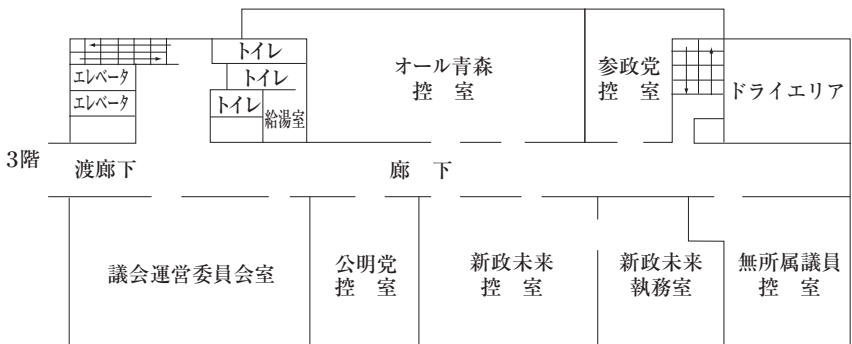 トイレ
オール青森
控　室
参政党
控　室
エレベータ
トイレ
ドライエリア
エレベータ
トイレ
給湯室
3階
渡廊下
廊　下
議会運営委員会室
公明党
控　室
新政未来
控　室
新政未来
執務室
無所属議員
控　室